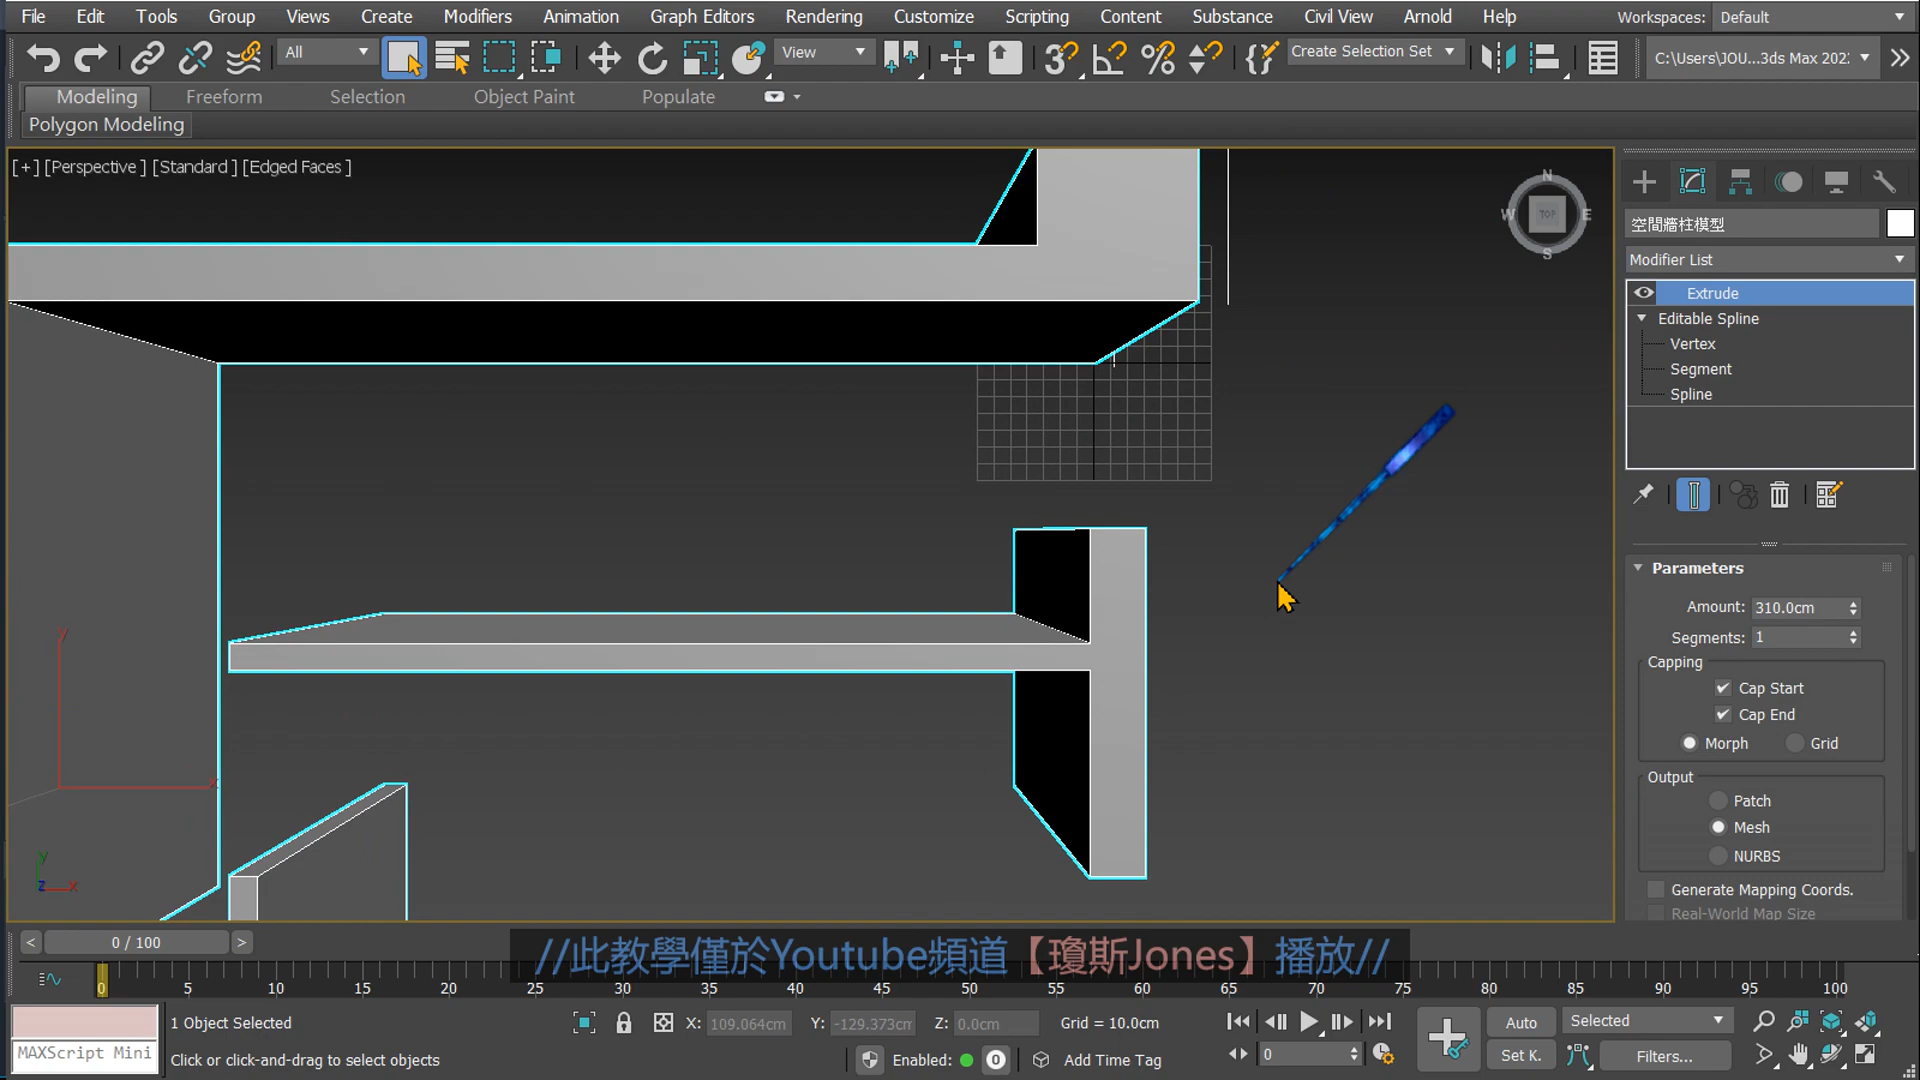 File Edit Tools Group Views Create Modifiers Animation Graph Editors Rendering Customize Scripting Content Substance Civil View Arnold Help Workspaces: Default
All View Create Selection Set C:\Users\JOU...3ds Max 202
Modeling Freeform Selection Object Paint Populate
Polygon Modeling
[+] [Perspective ] [Standard ] [Edged Faces ]
N
W TOP E
S
空間牆柱模型
Modifier List
Extrude
Editable Spline
Vertex
Segment
Spline
Parameters
Amount: 310.0cm
Segments: 1
Capping
Cap Start
Cap End
Morph Grid
Output
Patch
Mesh
NURBS
Generate Mapping Coords.
Real-World Map Size
y
x
y
z x
< 0 / 100 >
//此教學僅於Youtube頻道【瓊斯Jones】播放//
0 5 10 15 20 25 30 35 40 45 50 55 60 65 70 75 80 85 90 95 100
1 Object Selected X: 109.064cm Y: -129.373cm Z: 0.0cm Grid = 10.0cm Auto Selected
MAXScript Mini Click or click-and-drag to select objects Enabled: 0 Add Time Tag 0 Set K. Filters...